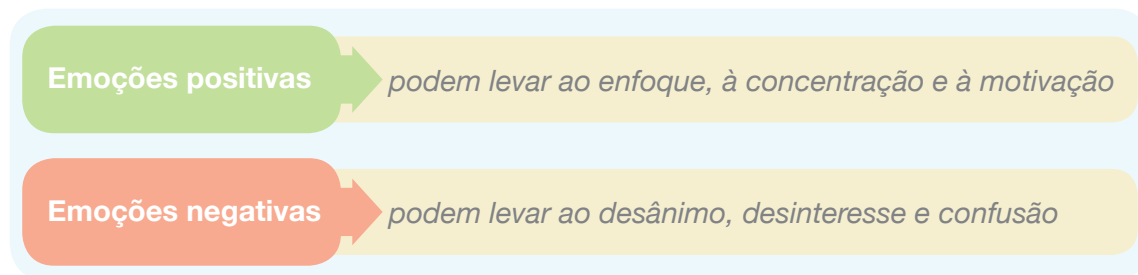 Emoções positivas
podem levar ao enfoque, à concentração e à motivação
Emoções negativas
podem levar ao desânimo, desinteresse e confusão